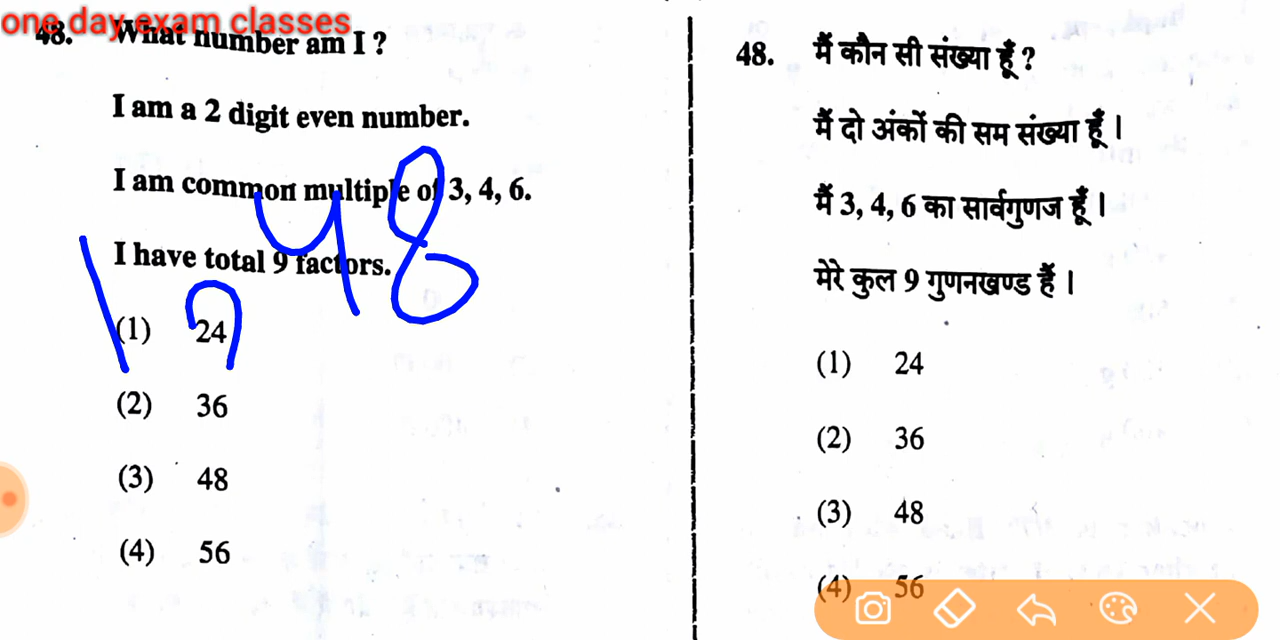 one day exam classes
48. What number am I ?
I am a 2 digit even number.
I am common multiple of 3, 4, 6.
I have total 9 factors.
(1) 24
(2) 36
(3) 48
(4) 56
48
48. मैं कौन सी संख्या हूँ ?
मैं दो अंकों की सम संख्या हूँ ।
मैं 3, 4, 6 का सार्वगुणज हूँ ।
मेरे कुल 9 गुणनखण्ड हैं ।
(1) 24
(2) 36
(3) 48
(4) 56